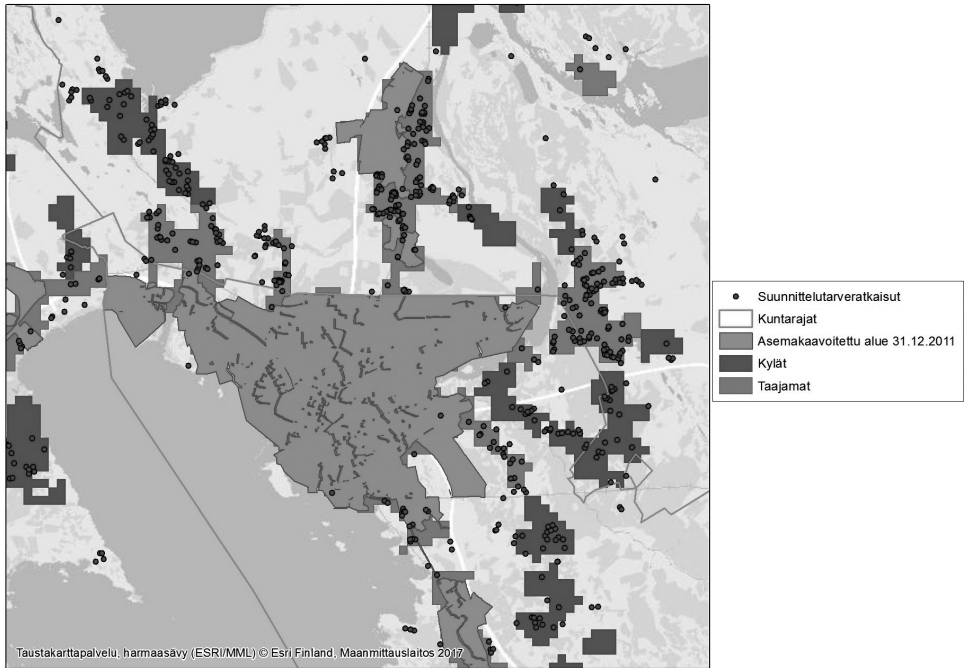 Suunnittelutarveratkaisut
Kuntarajat
Asemakaavoitettu alue 31.12.2011
Kylät
Taajamat
Taustakarttapalvelu, harmaasävy (ESRI/MML) © Esri Finland, Maanmittauslaitos 2017